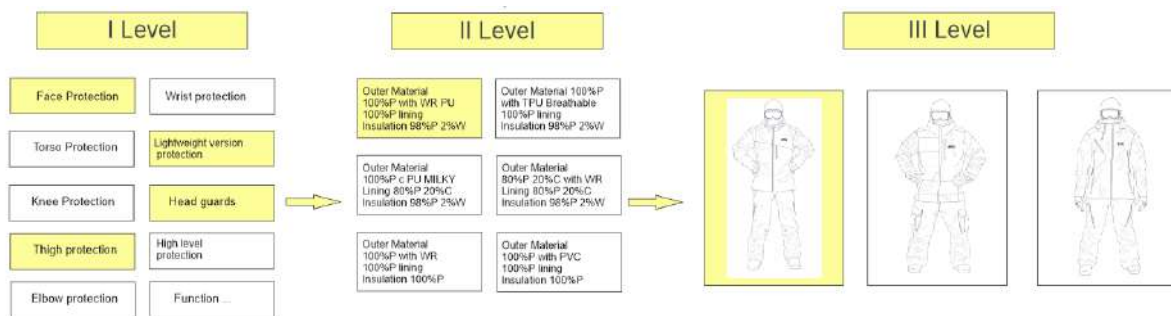 I Level
II Level
III Level
Face Protection
Wrist protection
Torso Protection
Lightweight version
protection
Knee Protection
Head guards
Thigh protection
High level
protection
Elbow protection
Function ...
Outer Material
100%P with WR PU
100%P lining
Insulation 98%P 2%W
Outer Material 100%P
with TPU Breathable
100%P lining
Insulation 98%P 2%W
Outer Material
100%P c PU MILKY
Lining 80%P 20%C
Insulation 98%P 2%W
Outer Material
80%P 20%C with WR
Lining 80%P 20%C
Insulation 98%P 2%W
Outer Material
100%P with WR
100%P lining
Insulation 100%P
Outer Material
100%P with PVC
100%P lining
Insulation 100%P